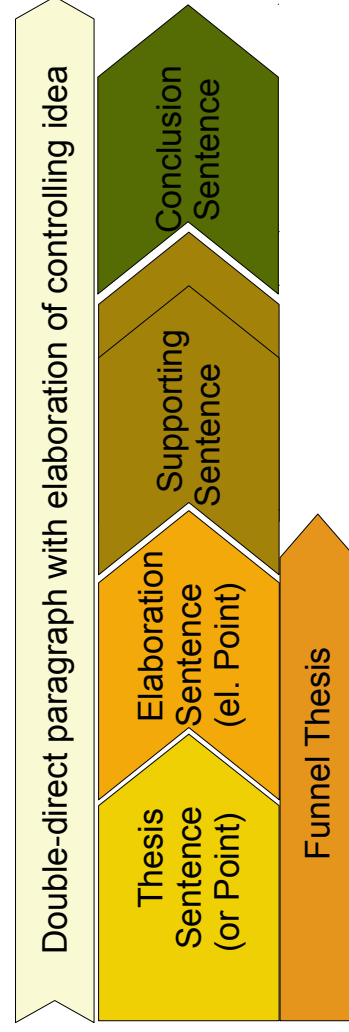 Double-direct paragraph with elaboration of controlling idea
Thesis
Sentence
(or Point)
Elaboration
Sentence
(el. Point)
Supporting
Sentence
Conclusion
Sentence
Funnel Thesis